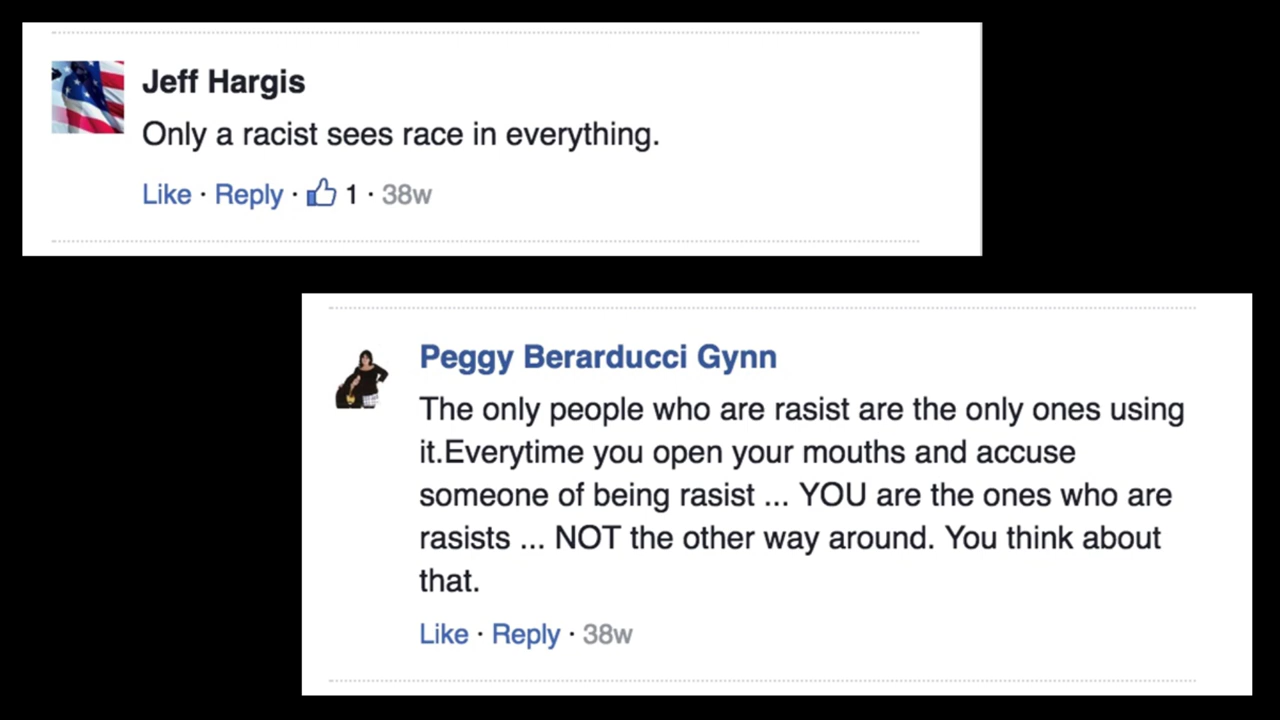 Jeff Hargis
Only a racist sees race in everything.
Like · Reply · 1 · 38w
Peggy Berarducci Gynn
The only people who are rasist are the only ones using
it.Everytime you open your mouths and accuse
someone of being rasist ... YOU are the ones who are
rasists ... NOT the other way around. You think about
that.
Like · Reply · 38w